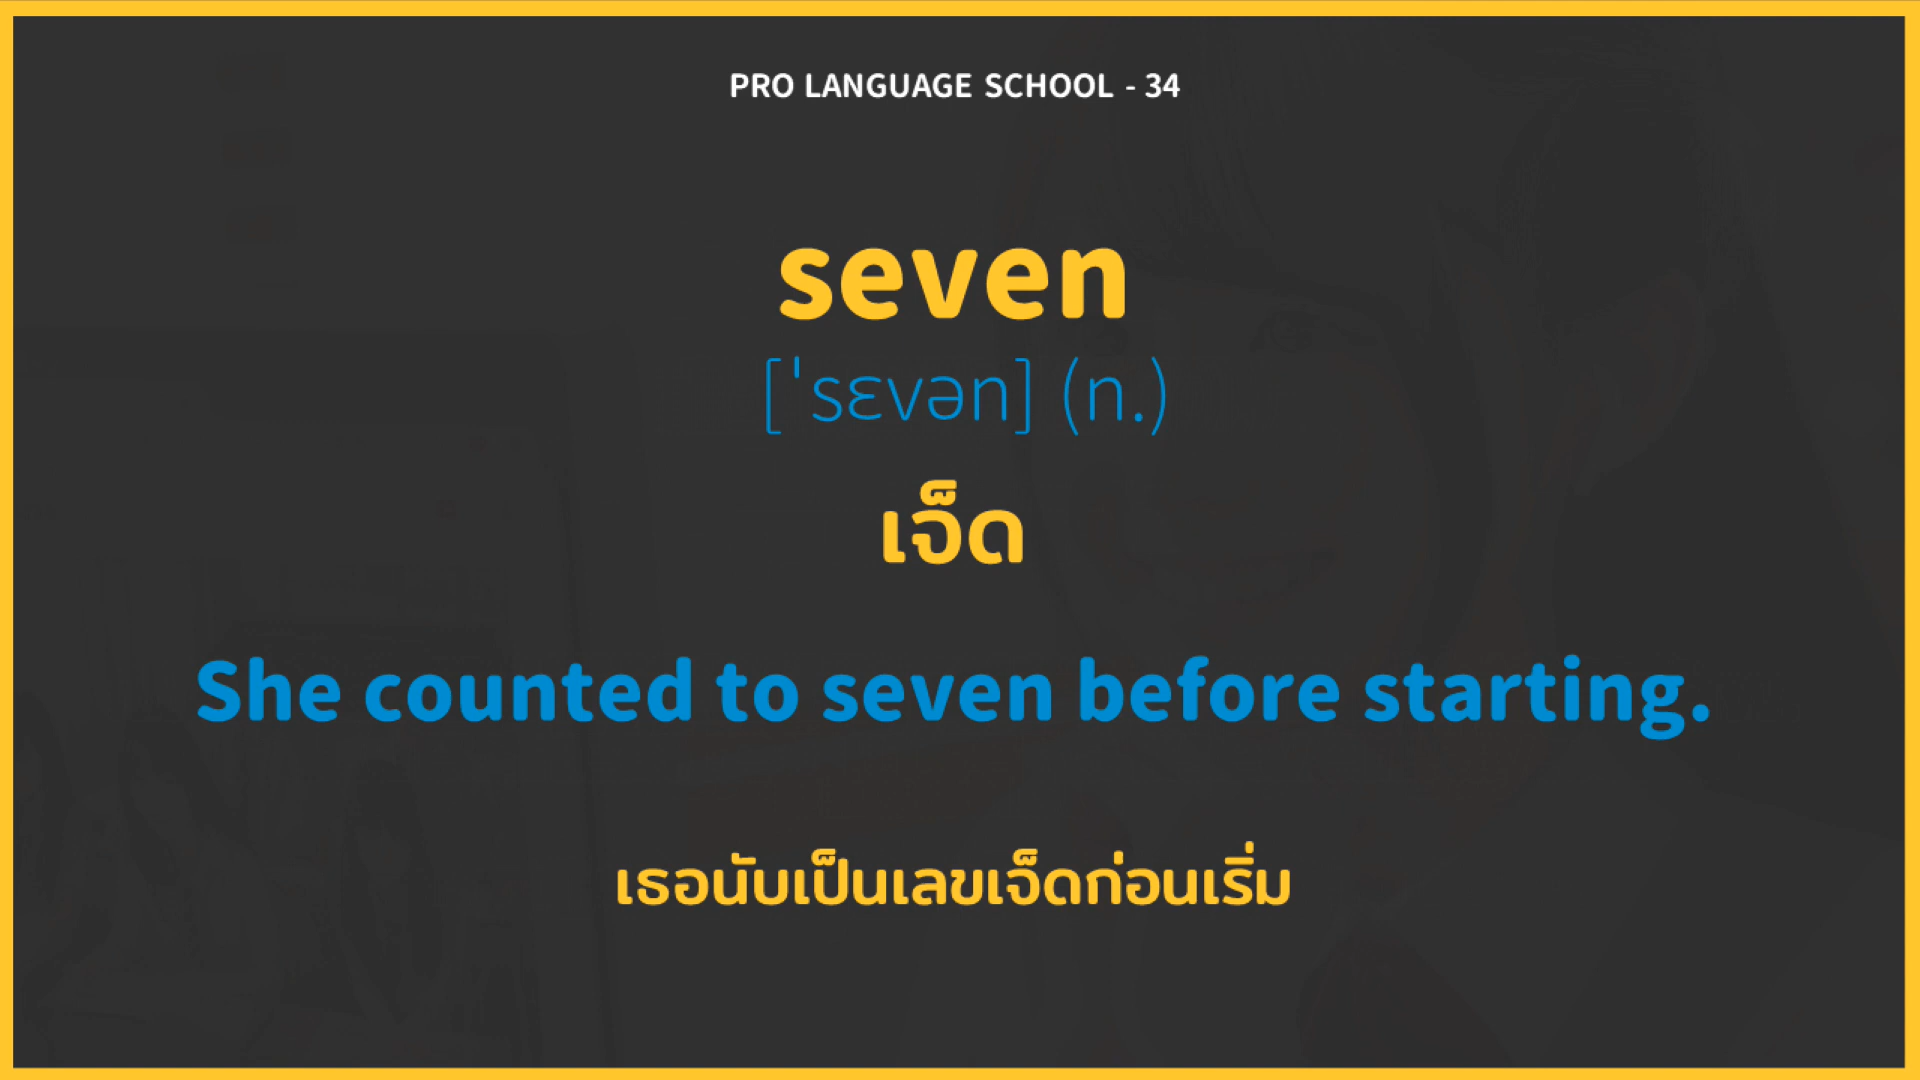 PRO LANGUAGE SCHOOL - 34
seven
[ˈsɛvən] (n.)
เจ็ด
She counted to seven before starting.
เธอนับเป็นเลขเจ็ดก่อนเริ่ม